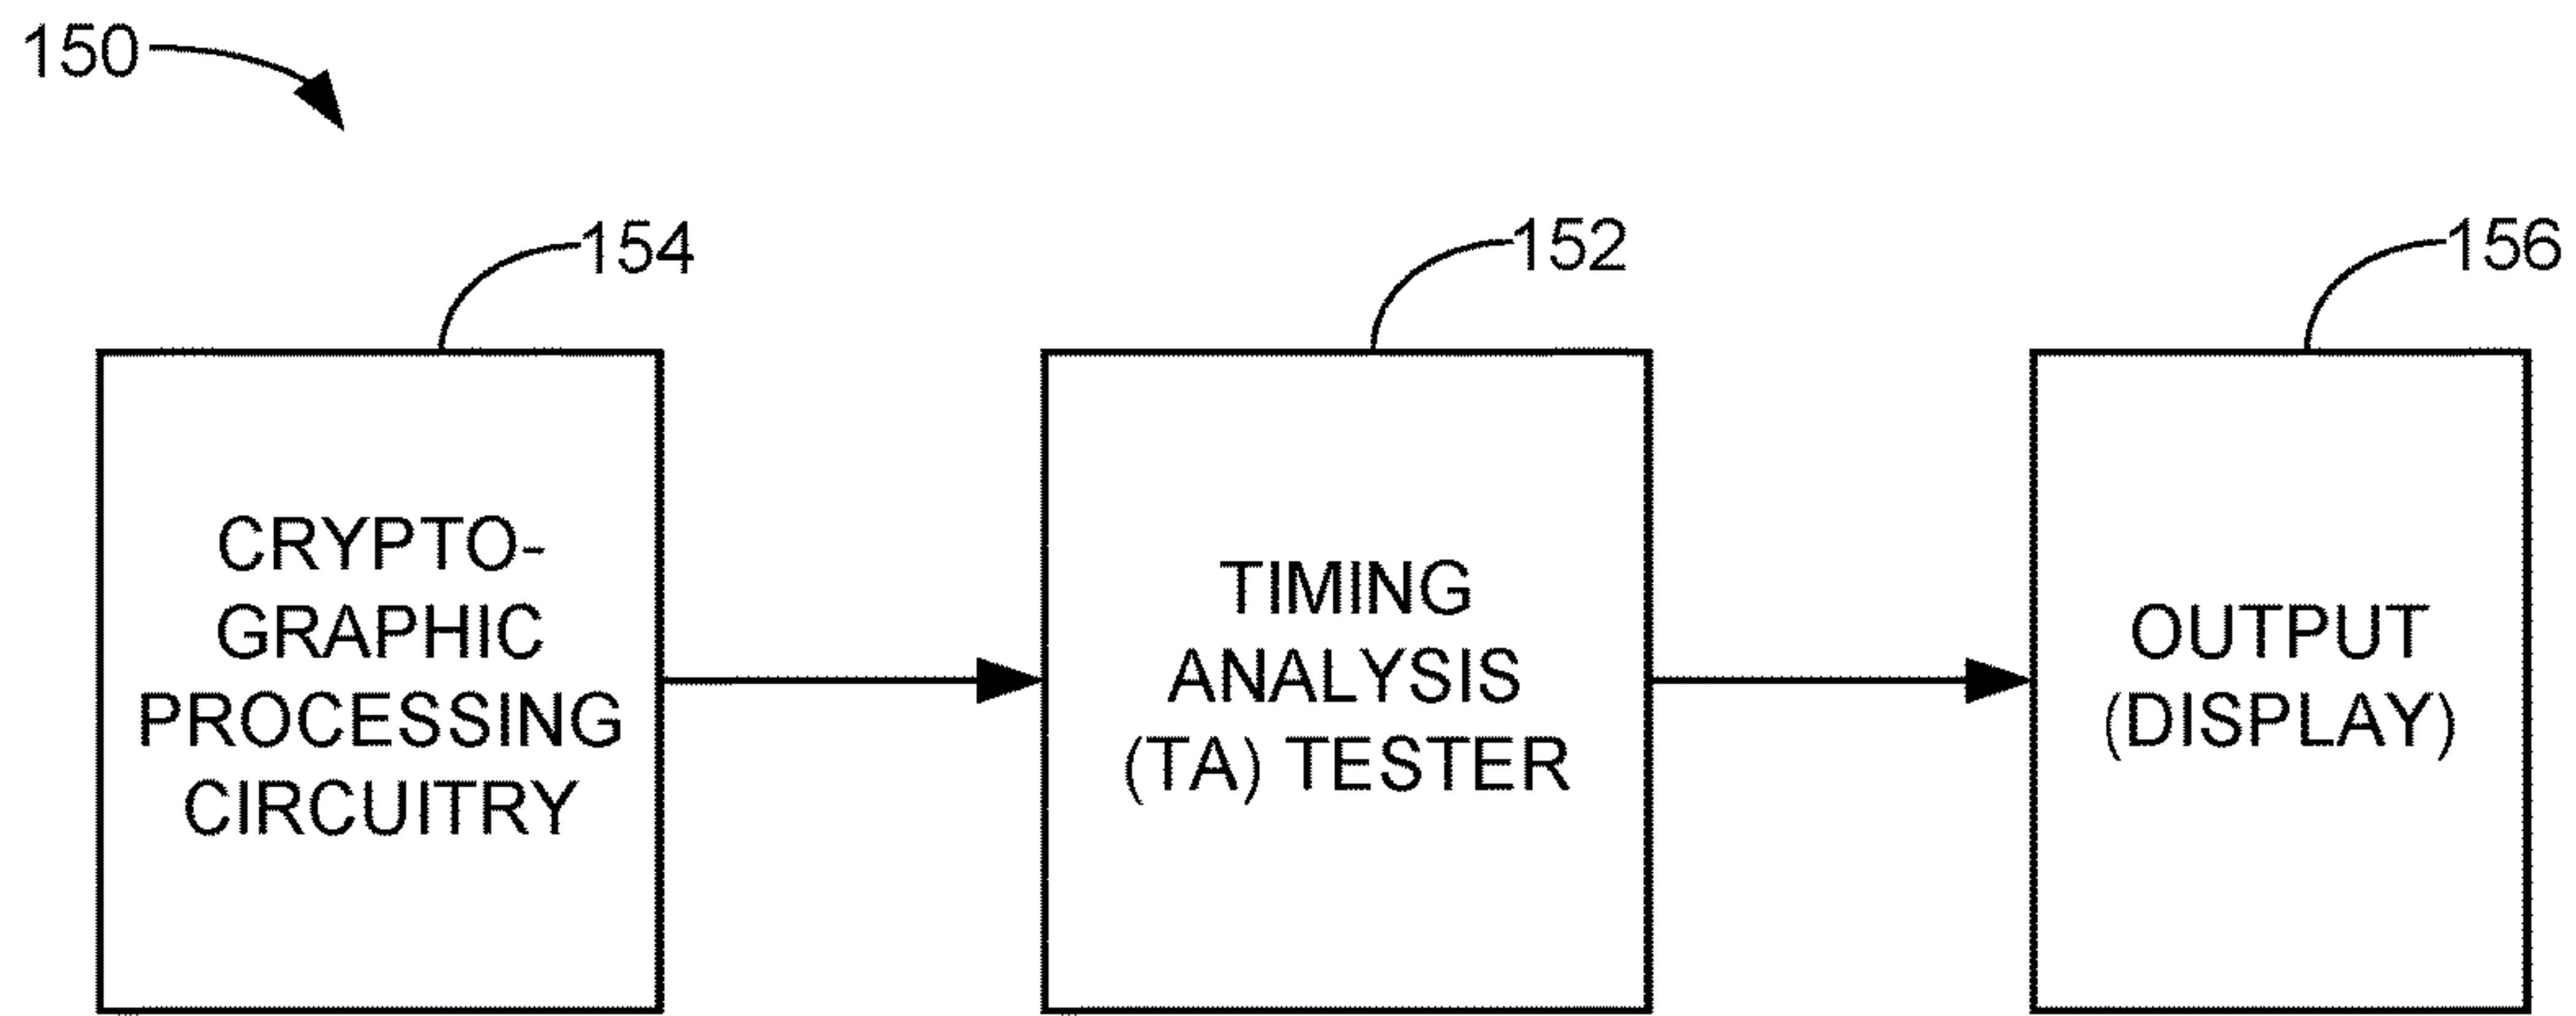 150
154
152
156
CRYPTO-
GRAPHIC
PROCESSING
CIRCUITRY
TIMING
ANALYSIS
(TA) TESTER
OUTPUT
(DISPLAY)